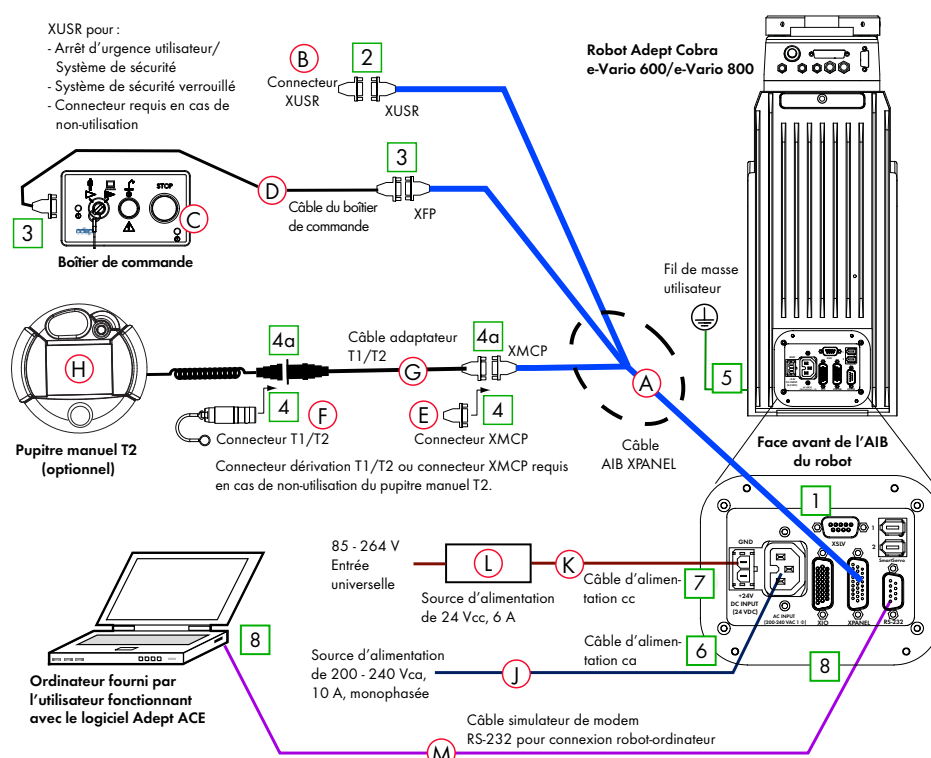 XUSR pour :
- Arrêt d'urgence utilisateur/
Système de sécurité
- Système de sécurité verrouillé
- Connecteur requis en cas de
non-utilisation
B
Connecteur
XUSR
2
XUSR
Robot Adept Cobra
e-Vario 600/e-Vario 800
3
STOP
C
adept
Boîtier de commande
D
Câble du boîtier
de commande
3
XFP
Fil de masse
utilisateur
5
H
Pupitre manuel T2
(optionnel)
4a
4
F
Connecteur T1/T2
Câble adaptateur
T1/T2
G
4a
XMCP
E
4
Connecteur XMCP
A
Câble
AIB XPANEL
Connecteur dérivation T1/T2 ou connecteur XMCP requis
en cas de non-utilisation du pupitre manuel T2.
Face avant de l'AIB
du robot
1
XSLV
1
2
SmartServo
GND
+24V
DC INPUT
(24 VDC)
AC INPUT
(200-240 VAC 1 Ø)
XIO
XPANEL
RS-232
85 - 264 V
Entrée
universelle
L
Source d'alimentation
de 24 Vcc, 6 A
K
Câble d'alimen-
tation cc
7
Source d'alimentation
de 200 - 240 Vca,
10 A, monophasée
J
Câble d'alimen-
tation ca
6
8
8
Ordinateur fourni par
l'utilisateur fonctionnant
avec le logiciel Adept ACE
M
Câble simulateur de modem
RS-232 pour connexion robot-ordinateur